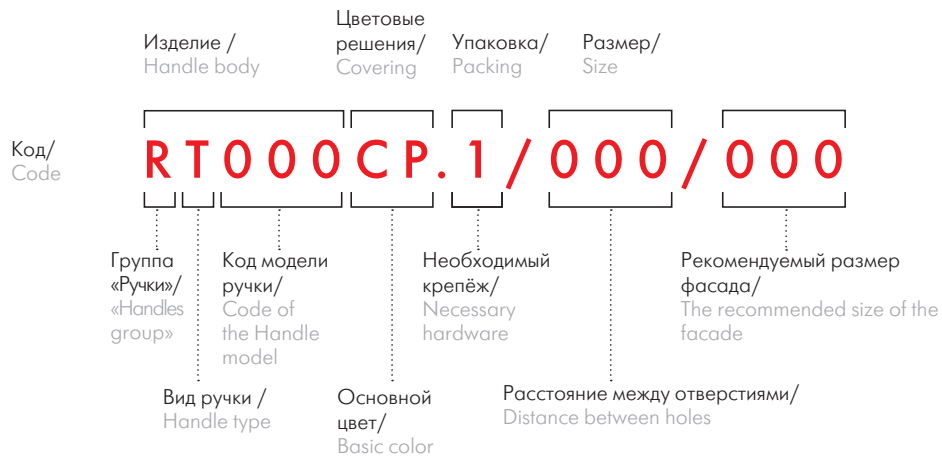 Изделие /
Handle body
Цветовые
решения/
Covering
Упаковка/
Packing
Размер/
Size
Код/
Code
RT000CP.1/000/000
Группа
«Ручки»/
«Handles
group»
Код модели
ручки/
Code of
the Handle
model
Необходимый
крепёж/
Necessary
hardware
Рекомендуемый размер
фасада/
The recommended size of the
facade
Вид ручки /
Handle type
Основной
цвет/
Basic color
Расстояние между отверстиями/
Distance between holes